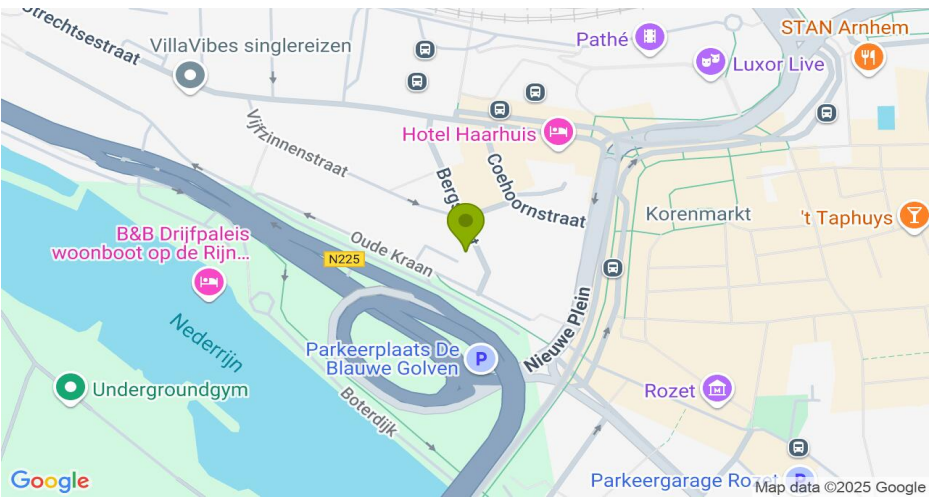 Utrechtsestraat
VillaVibes singlereizen
Pathé
STAN Arnhem
Luxor Live
Vijfzinnenstraat
Hotel Haarhuis
Coehoornstraat
Bergs
Korenmarkt
't Taphuys
B&B Drijfpaleis
woonboot op de Rijn...
Oude Kraan
N225
Nederrijn
Nieuwe Plein
Parkeerplaats De
Blauwe Golven
P
Undergroundgym
Boterdijk
Rozet
Parkeergarage Rozet
P
Google
Map data ©2025 Google